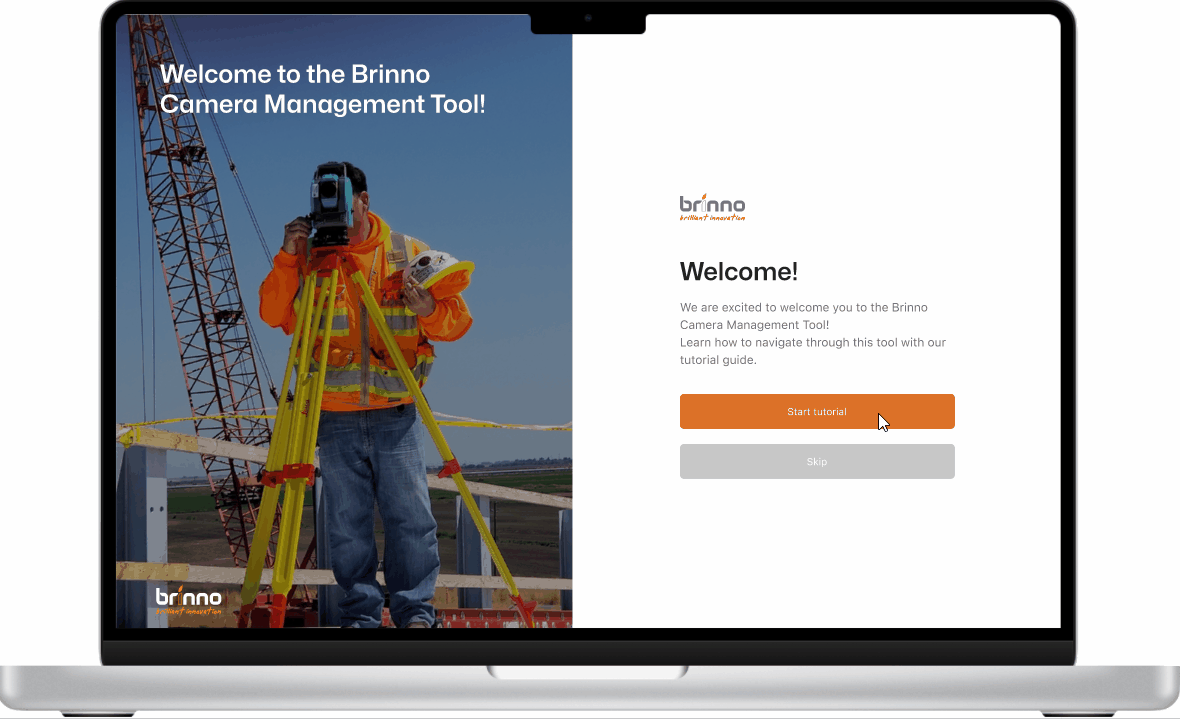 Welcome to the Brinno
Camera Management Tool!
brinno
brilliant innovation
brinno
brilliant innovation
Welcome!
We are excited to welcome you to the Brinno
Camera Management Tool!
Learn how to navigate through this tool with our
tutorial guide.
Start tutorial
Skip